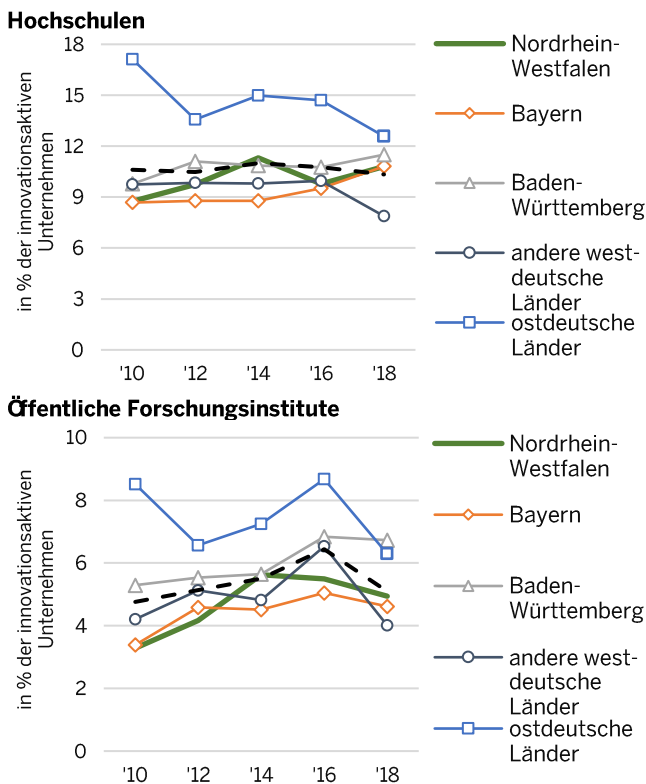 Hochschulen
in % der innovationsaktiven
Unternehmen
18
15
12
9
6
3
0
'10 '12 '14 '16 '18
Nordrhein-
Westfalen
Bayern
Baden-
Württemberg
andere west-
deutsche
Länder
ostdeutsche
Länder
Öffentliche Forschungsinstitute
in % der innovationsaktiven
Unternehmen
10
8
6
4
2
0
'10 '12 '14 '16 '18
Nordrhein-
Westfalen
Bayern
Baden-
Württemberg
andere west-
deutsche
Länder
ostdeutsche
Länder